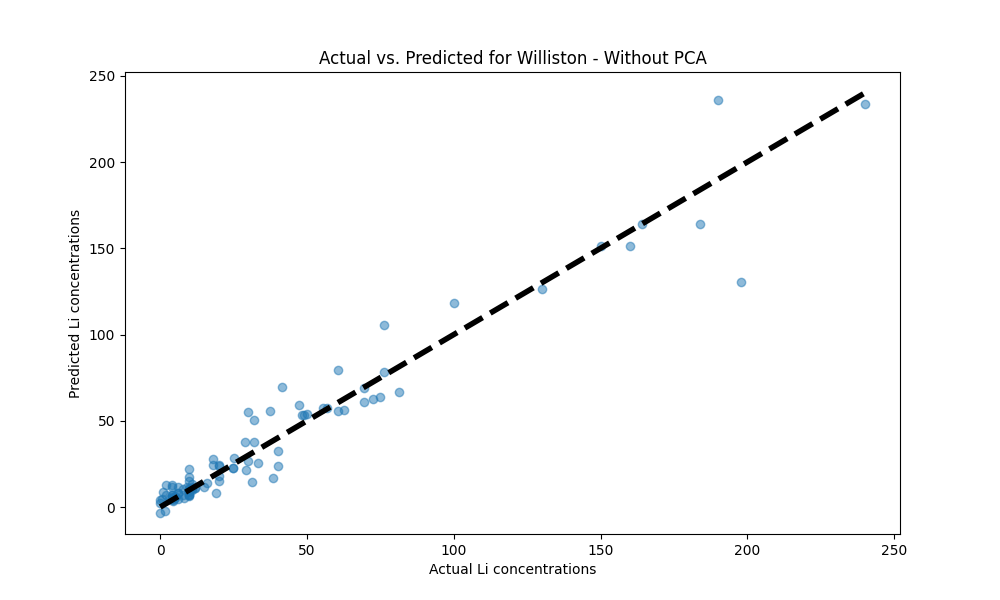 Actual vs. Predicted for Williston - Without PCA
250
200
150
100
50
0
Predicted Li concentrations
0 50 100 150 200 250
Actual Li concentrations